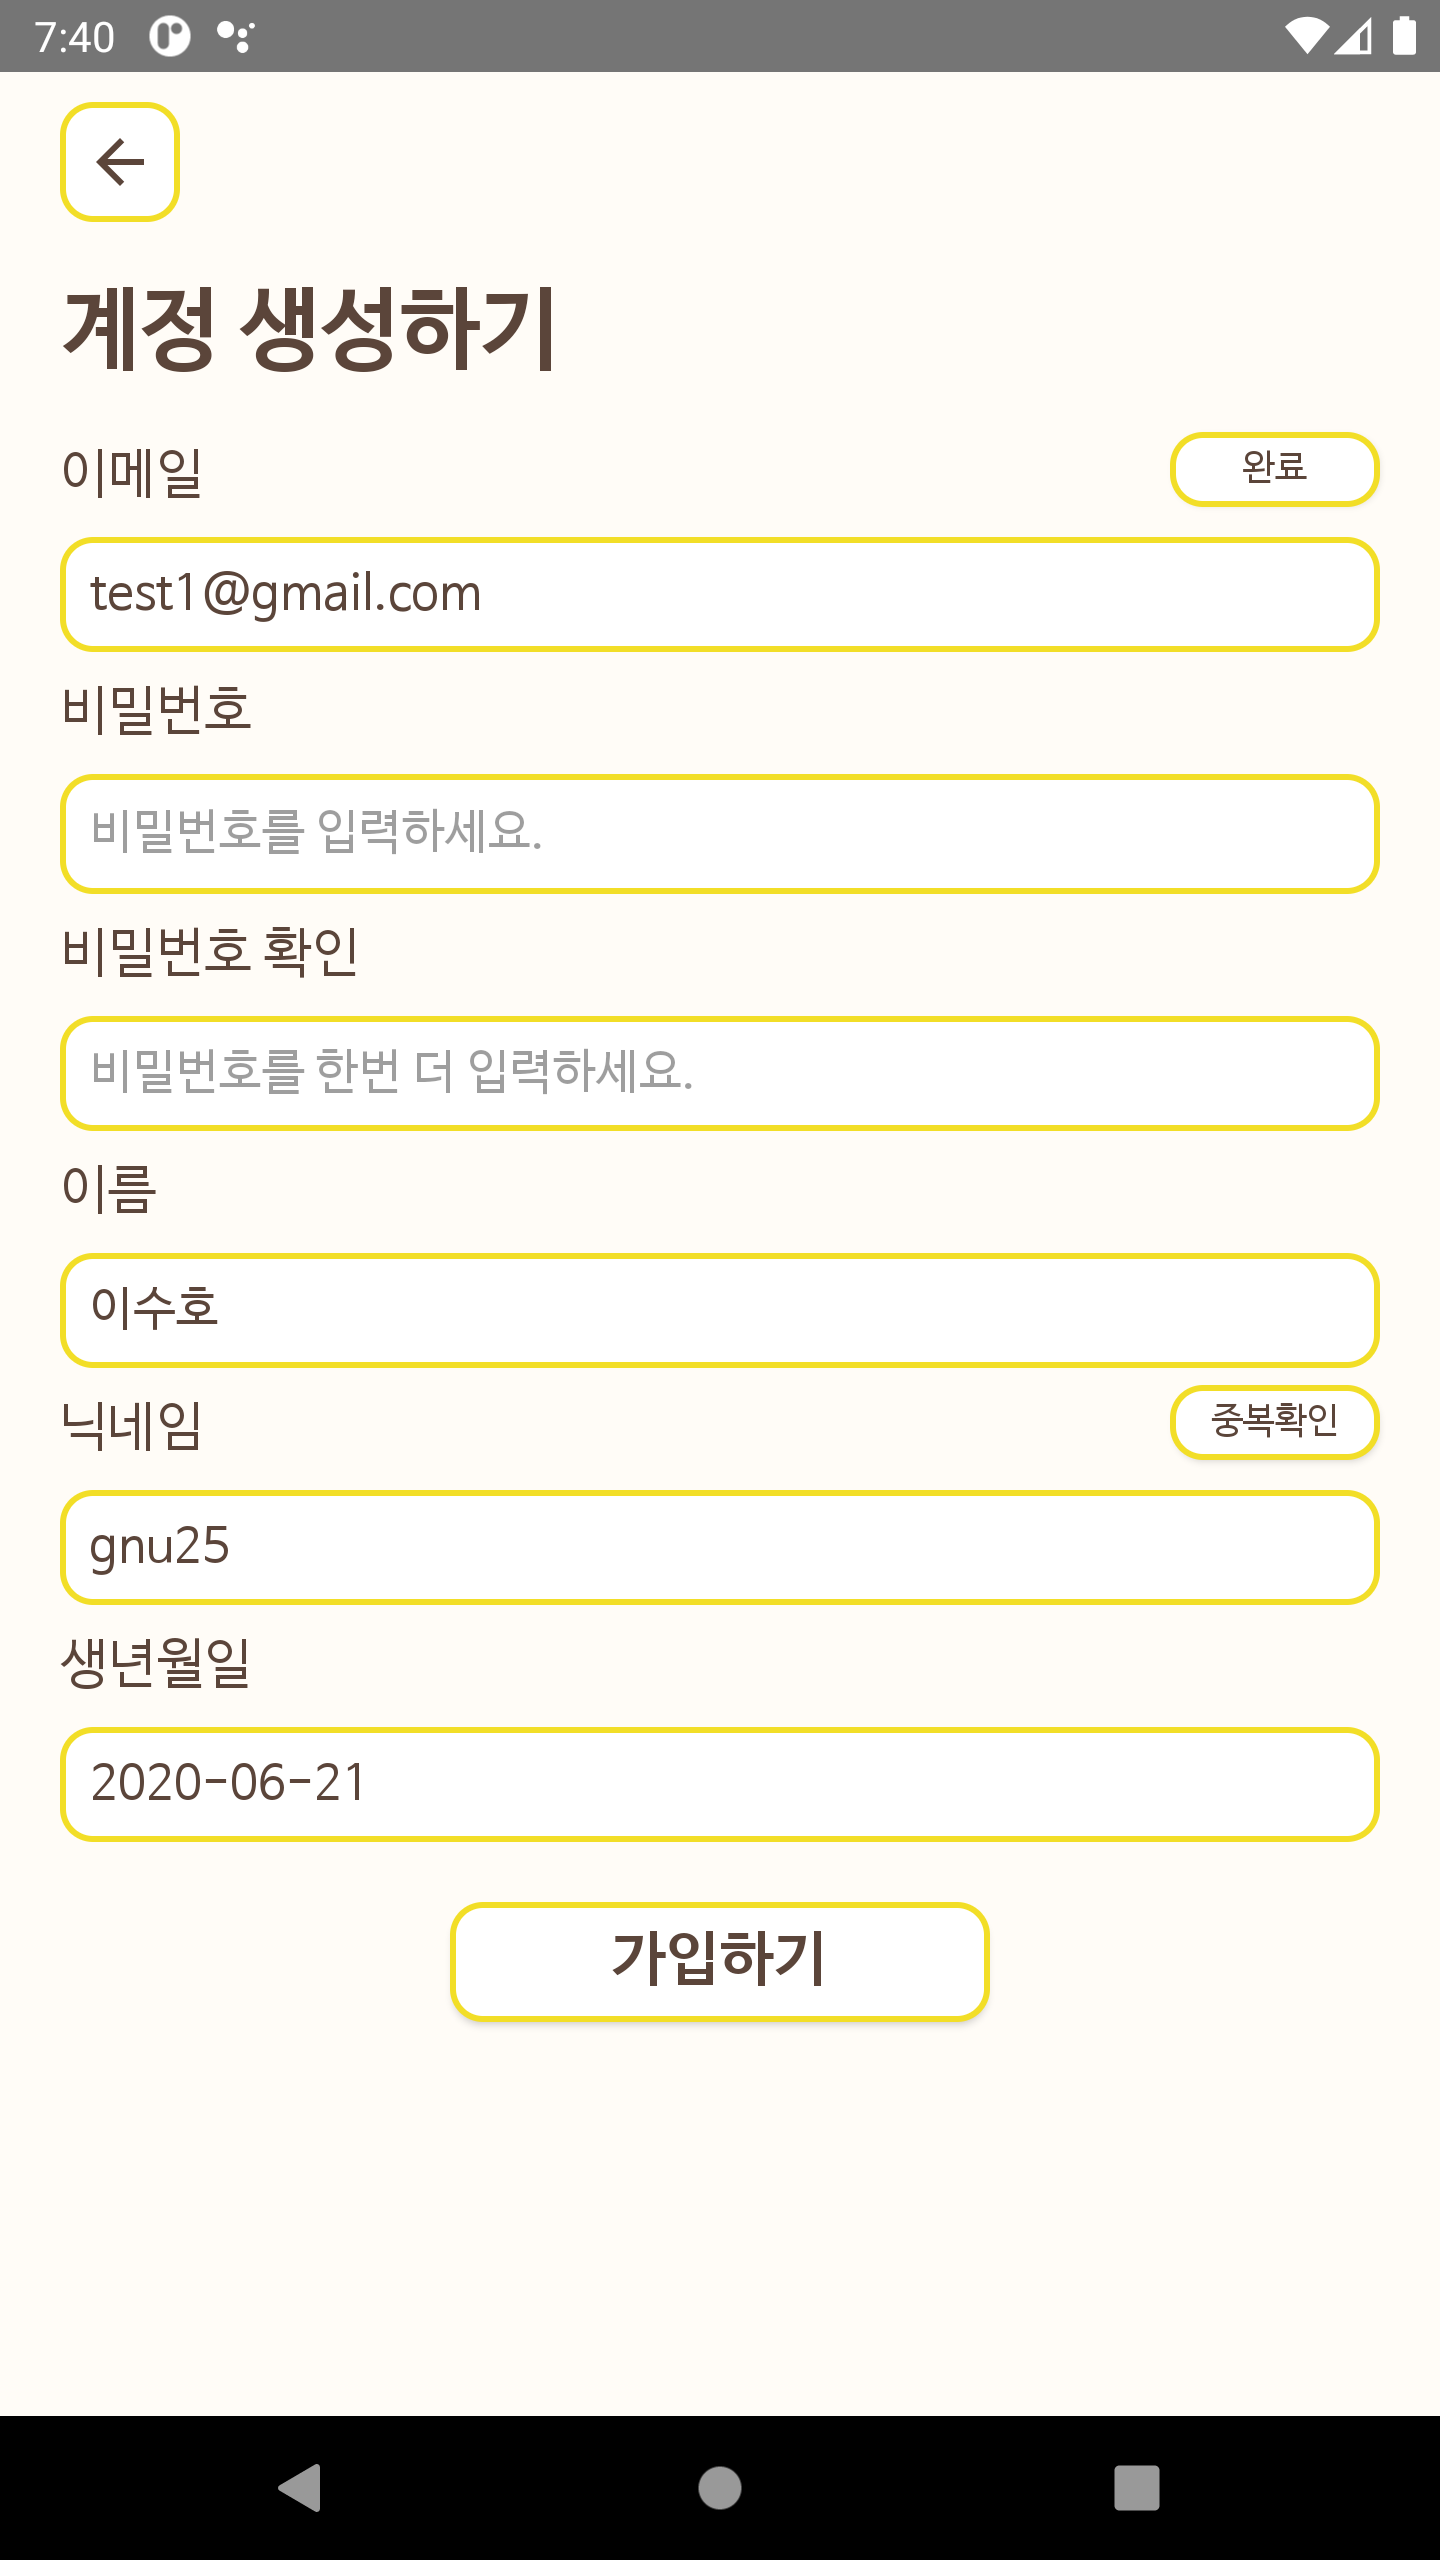 7:40
계정 생성하기
이메일
완료
test1@gmail.com
비밀번호
비밀번호를 입력하세요.
비밀번호 확인
비밀번호를 한번 더 입력하세요.
이름
이수호
닉네임
중복확인
gnu25
생년월일
2020-06-21
가입하기